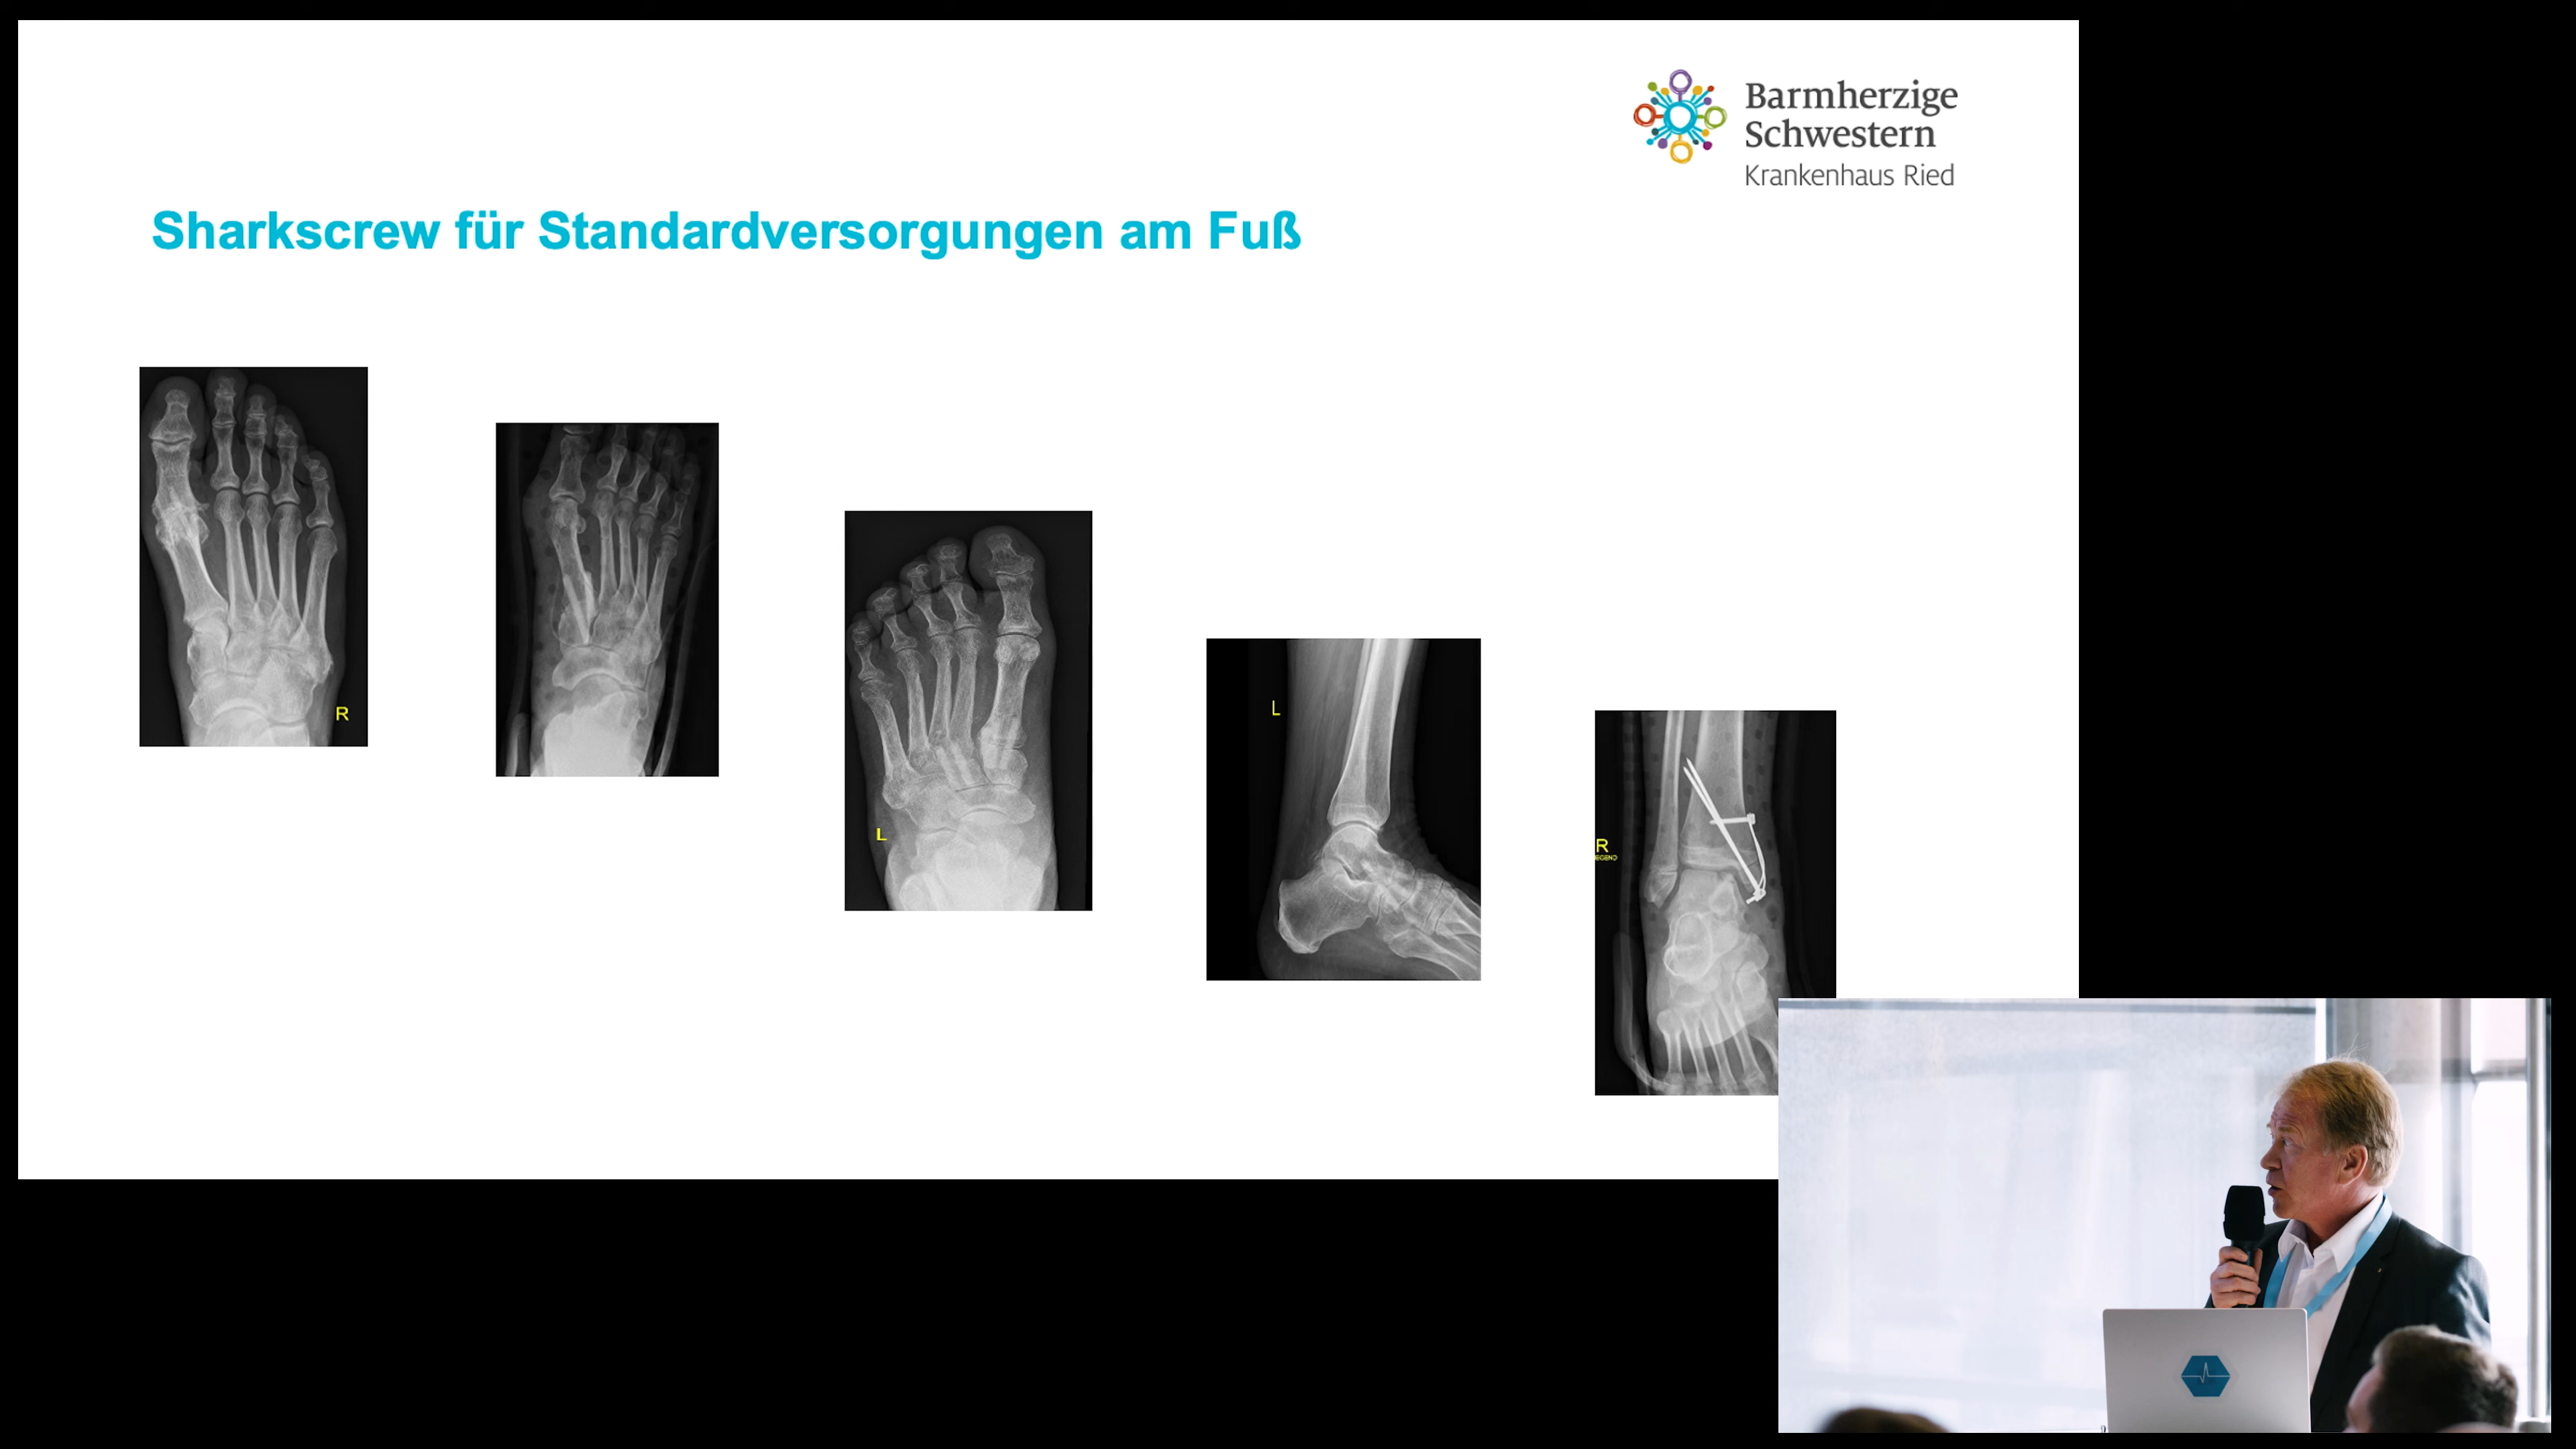 Barmherzige
Schwestern
Krankenhaus Ried
Sharkscrew für Standardversorgungen am Fuß
R
L
L
R